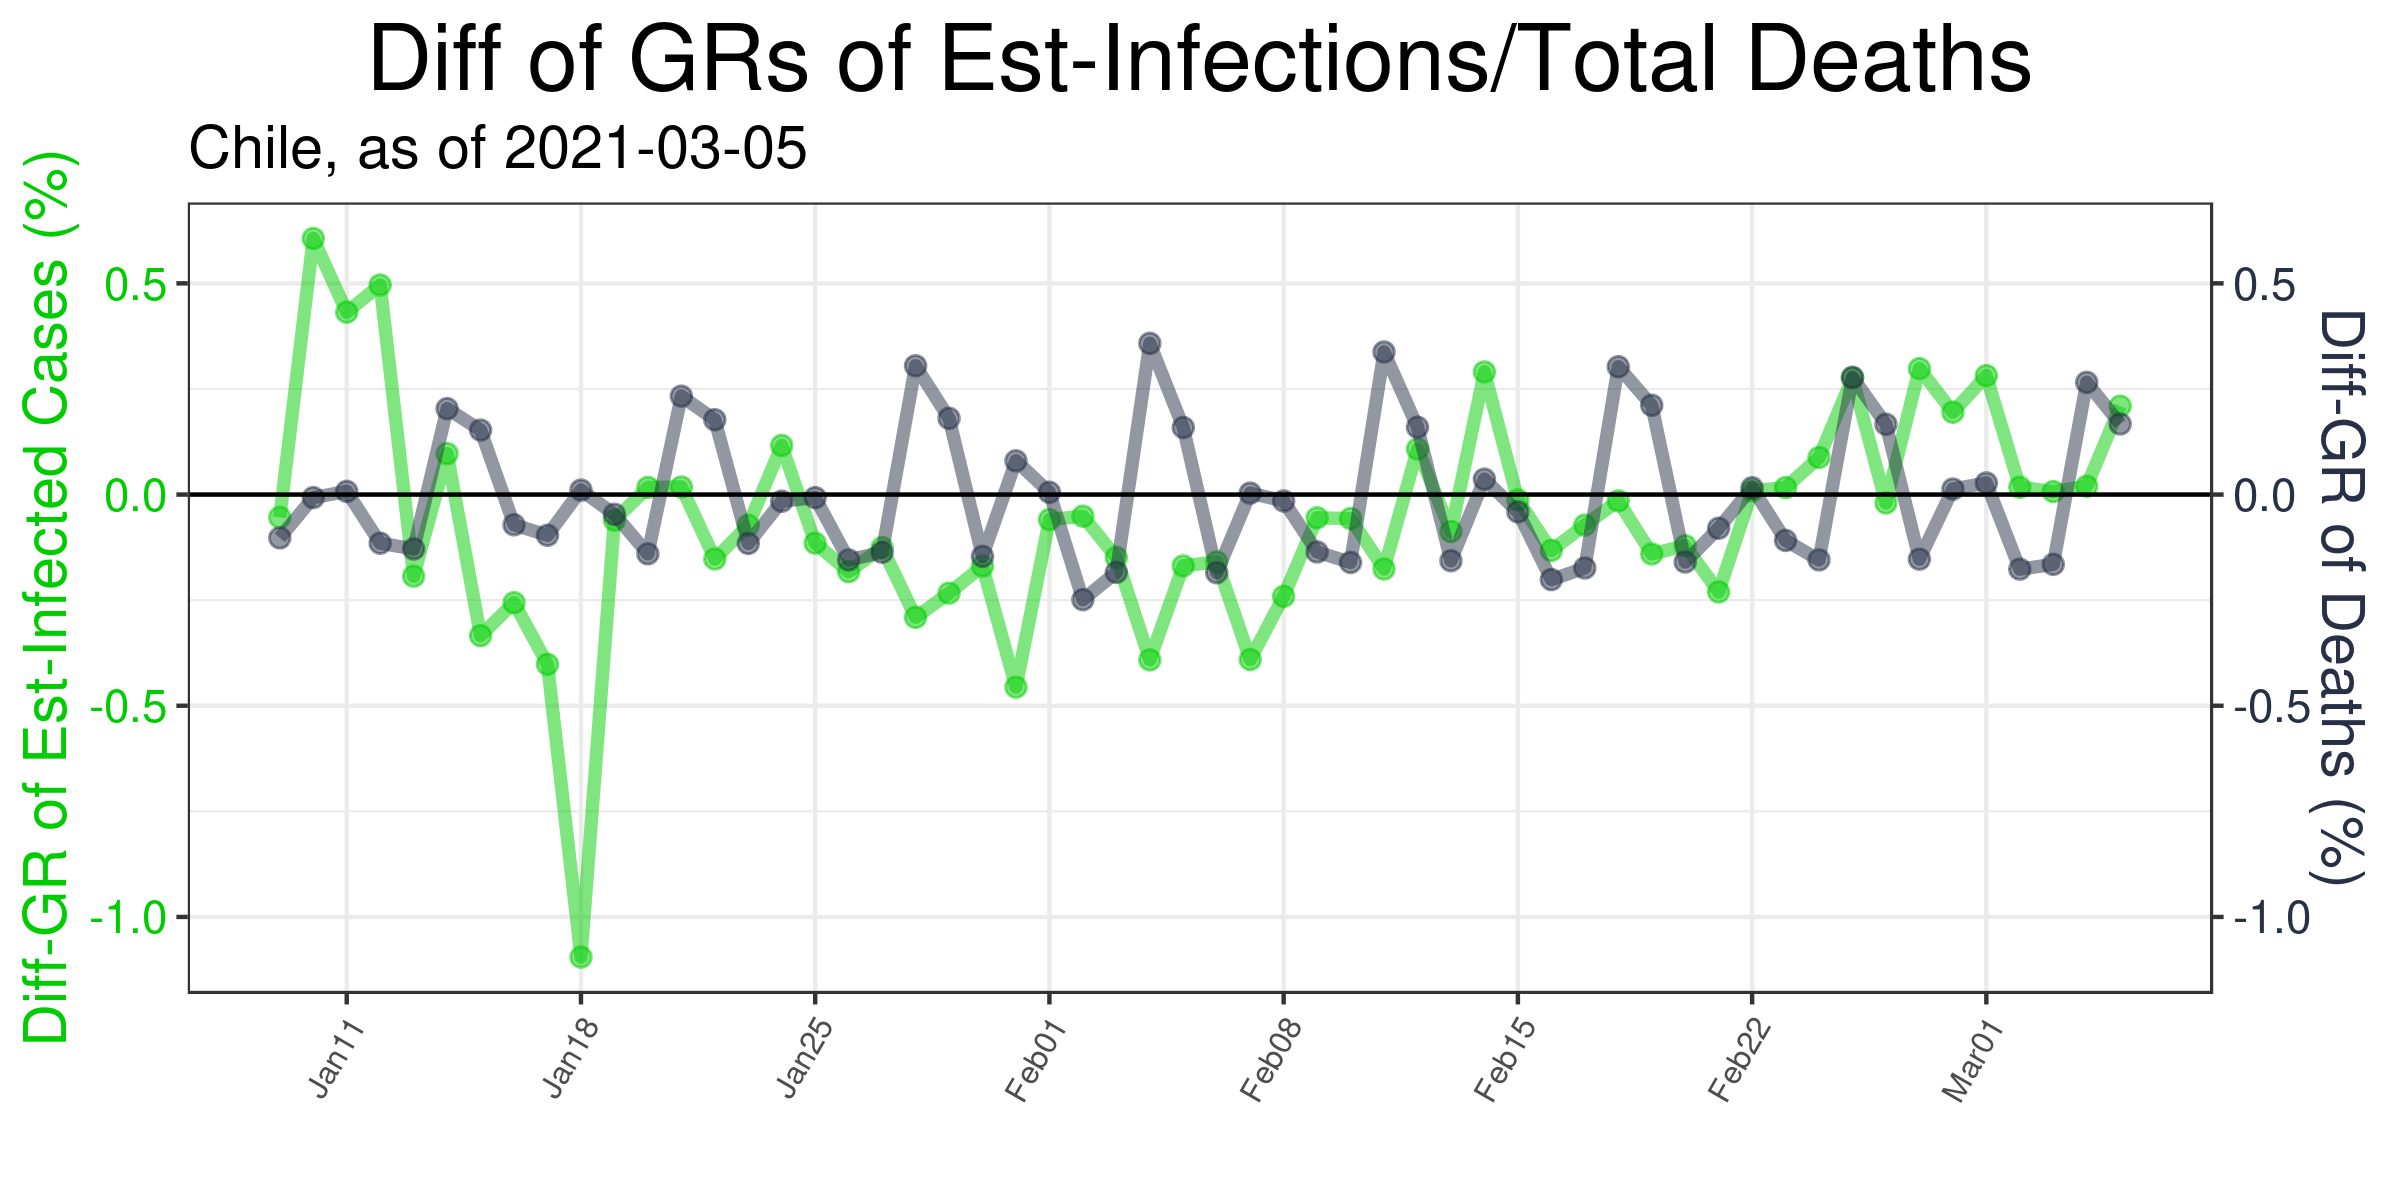 Diff of GRs of Est-Infections/Total Deaths
Chile, as of 2021-03-05
Diff-GR of Est-Infected Cases (%)
0.5
0.0
-0.5
-1.0
0.5
0.0
-0.5
-1.0
Diff-GR of Deaths (%)
Jan11
Jan18
Jan25
Feb01
Feb08
Feb15
Feb22
Mar01